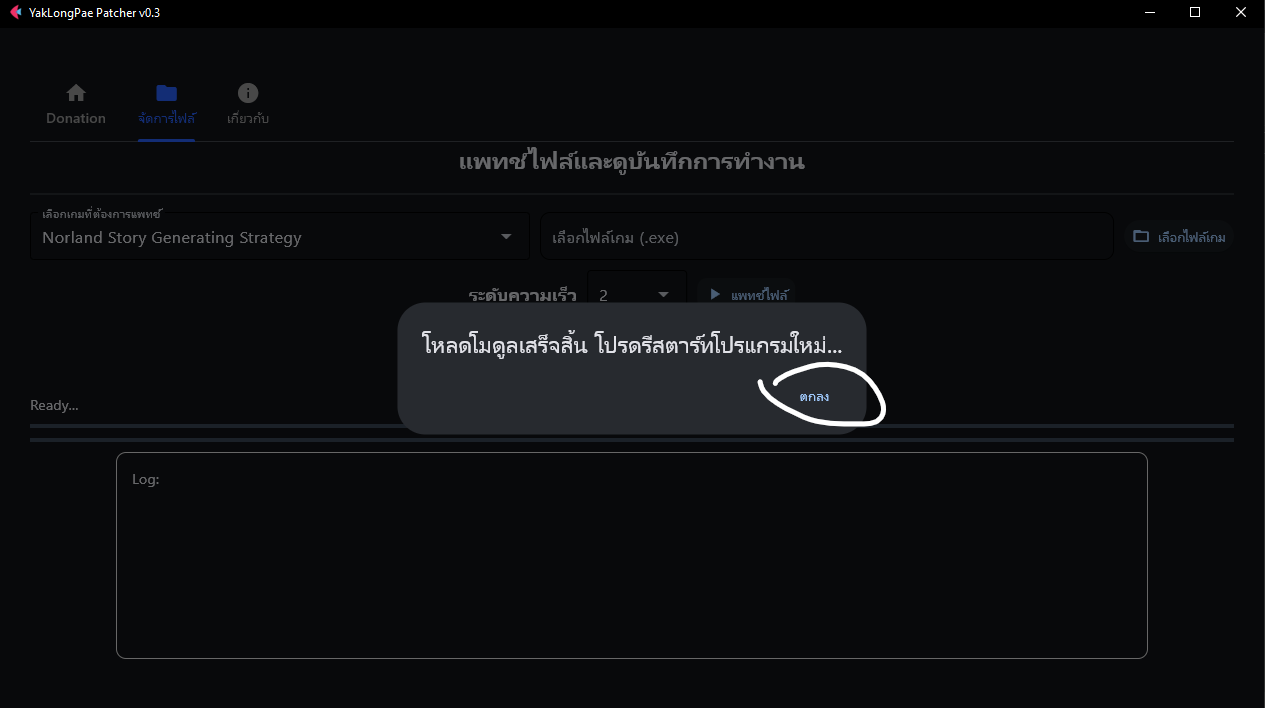 YakLongPae Patcher v0.3
Donation
จัดการไฟล์
เกี่ยวกับ
แพทช์ไฟล์และดูบันทึกการทำงาน
เลือกเกมที่ต้องการแพทช์
Norland Story Generating Strategy
เลือกไฟล์เกม (.exe)
เลือกไฟล์เกม
ระดับความเร็ว
2
แพทช์ไฟล์
โหลดโมดูลเสร็จสิ้น โปรดรีสตาร์ทโปรแกรมใหม่...
ตกลง
Ready...
Log: